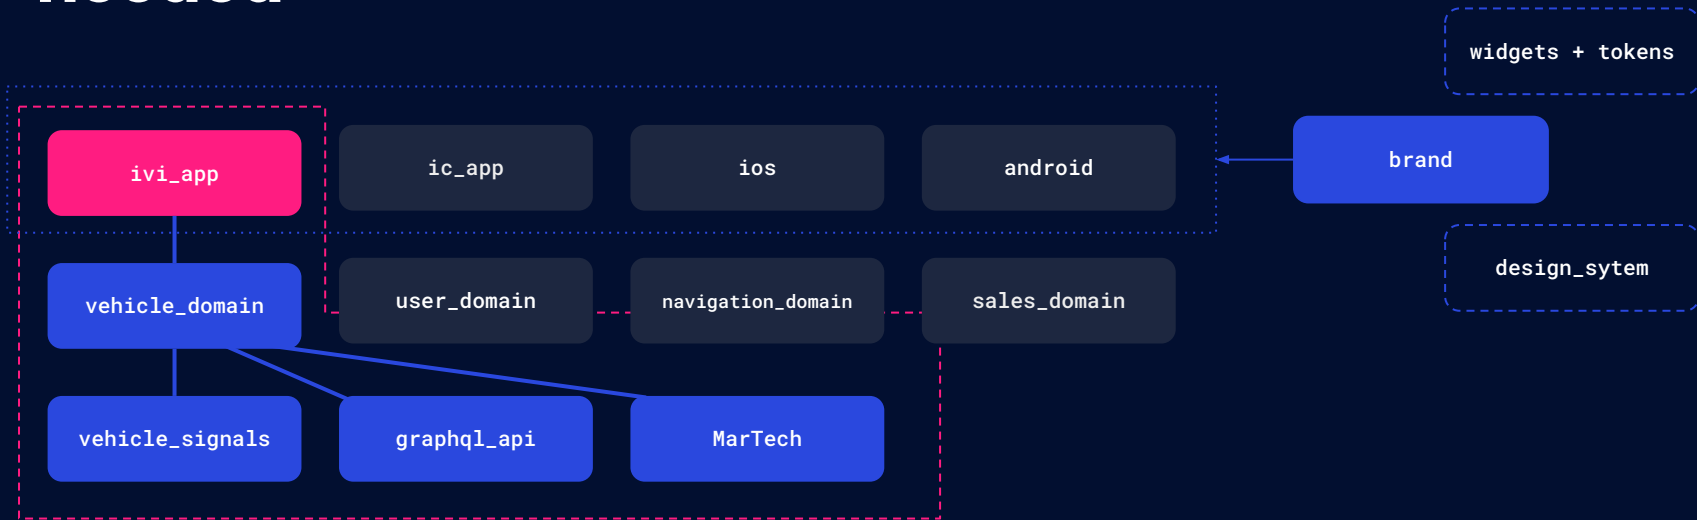 widgets + tokens
ivi_app
ic_app
ios
android
brand
vehicle_domain
user_domain
navigation_domain
sales_domain
design_sytem
vehicle_signals
graphql_api
MarTech